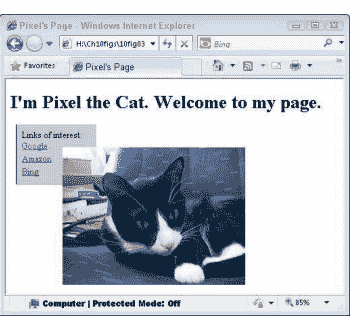 Pixel's Page - Windows Internet Explorer
H:\Ch10figs\10fig03
Bing
Favorites
Pixel's Page
I'm Pixel the Cat. Welcome to my page.
Links of interest:
Google
Amazon
Bing
Computer | Protected Mode: Off
85%